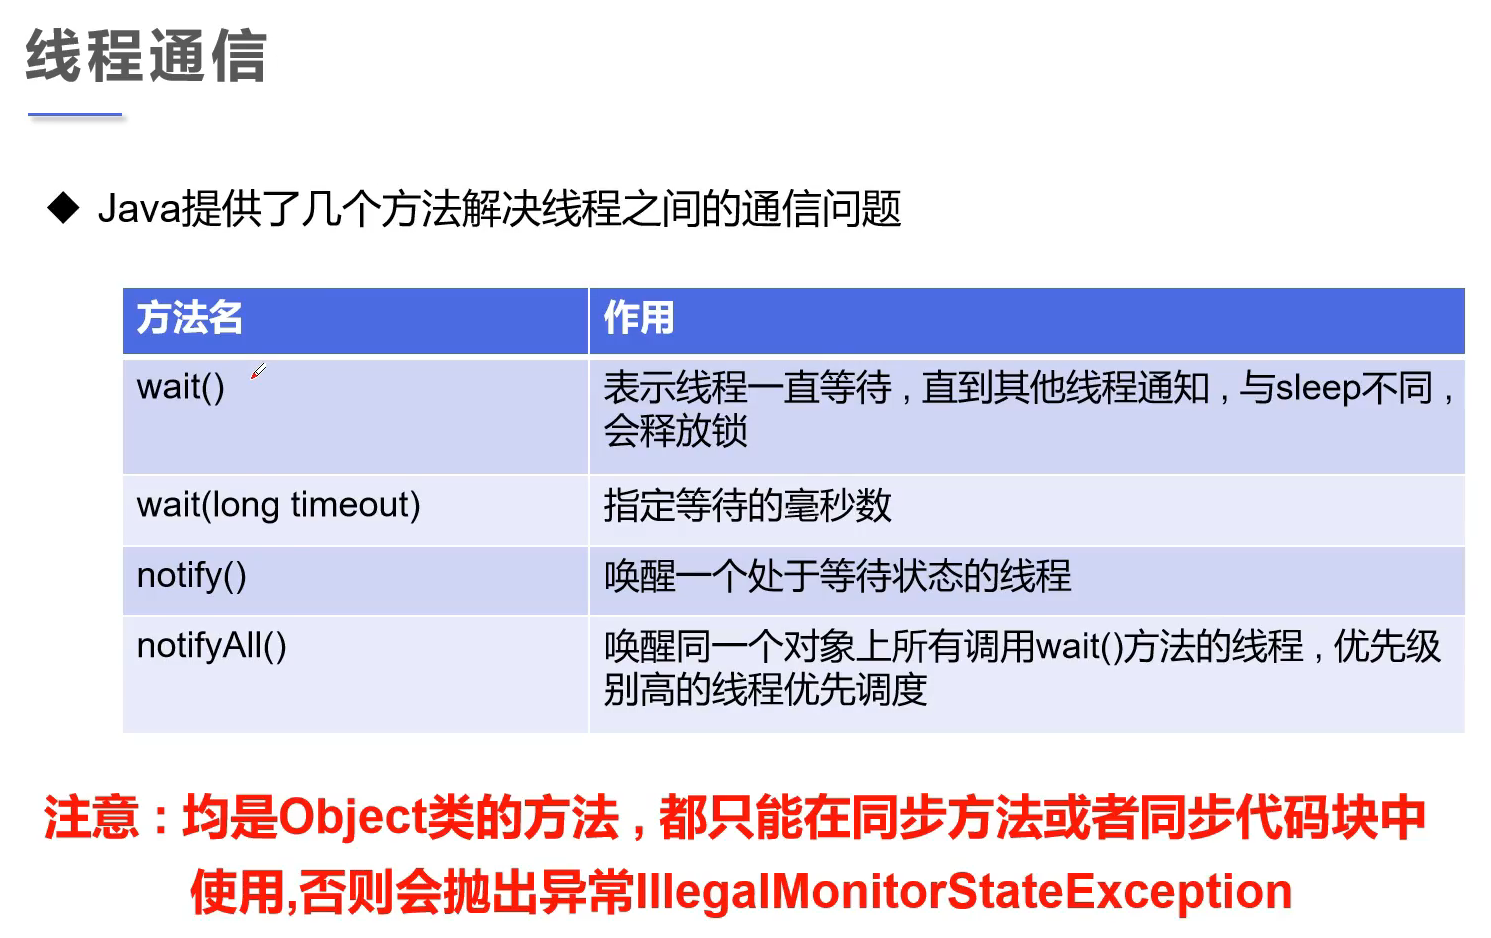 线程通信
Java提供了几个方法解决线程之间的通信问题
方法名 作用
wait() 表示线程一直等待，直到其他线程通知，与sleep不同，
会释放锁
wait(long timeout) 指定等待的毫秒数
notify() 唤醒一个处于等待状态的线程
notifyAll() 唤醒同一个对象上所有调用wait()方法的线程，优先级
别高的线程优先调度
注意：均是Object类的方法，都只能在同步方法或者同步代码块中
使用,否则会抛出异常IllegalMonitorStateException